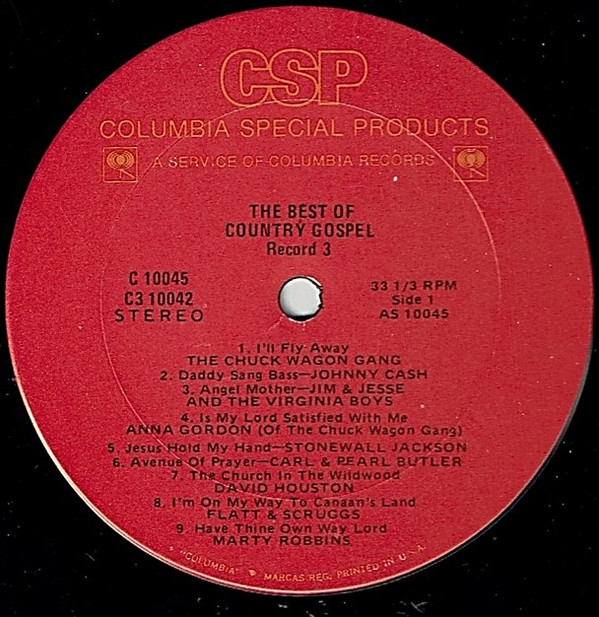 CSP
COLUMBIA SPECIAL PRODUCTS
A SERVICE OF COLUMBIA RECORDS
THE BEST OF
COUNTRY GOSPEL
Record 3
C 10045
C3 10042
STEREO
33 1/3 RPM
Side 1
AS 10045
1. I'll Fly Away
THE CHUCK WAGON GANG
2. Daddy Sang Bass—JOHNNY CASH
3. Angel Mother—JIM & JESSE
AND THE VIRGINIA BOYS
4. Is My Lord Satisfied With Me
ANNA GORDON (Of The Chuck Wagon Gang)
5. Jesus Hold My Hand—STONEWALL JACKSON
6. Avenue Of Prayer—CARL & PEARL BUTLER
7. The Church In The Wildwood
DAVID HOUSTON
8. I'm On My Way To Canaan's Land
FLATT & SCRUGGS
9. Have Thine Own Way Lord
MARTY ROBBINS
• "COLUMBIA" • MARCAS REG. PRINTED IN U.S.A.